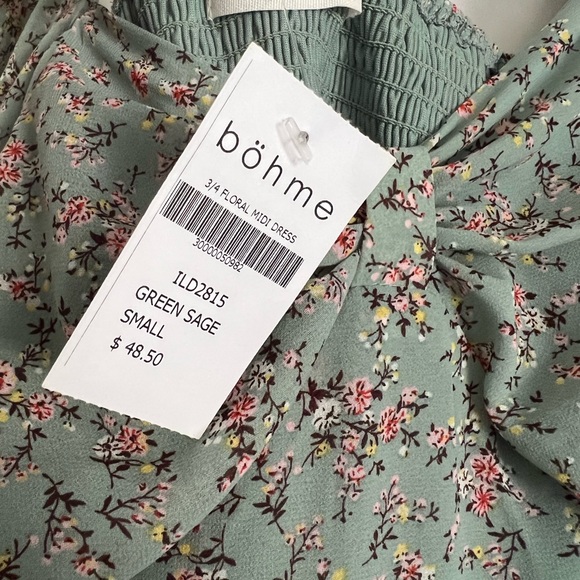 böhme
3/4 FLORAL MIDI DRESS
30000050982
ILD2815
GREEN SAGE
SMALL
$ 48.50